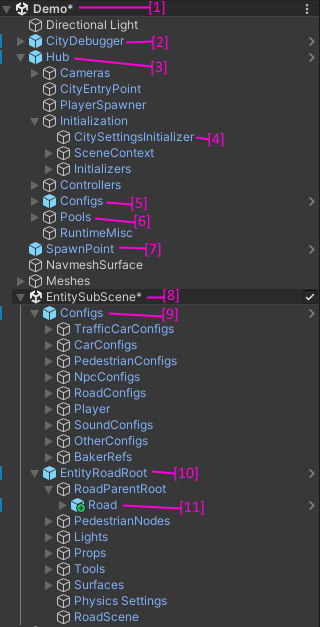 Demo* [1]
Directional Light
CityDebugger [2]
Hub [3]
Cameras
CityEntryPoint
PlayerSpawner
Initialization
CitySettingsInitializer [4]
SceneContext
Initializers
Controllers
Configs [5]
Pools [6]
RuntimeMisc
SpawnPoint [7]
NavmeshSurface
Meshes
EntitySubScene* [8]
Configs [9]
TrafficCarConfigs
CarConfigs
PedestrianConfigs
NpcConfigs
RoadConfigs
Player
SoundConfigs
OtherConfigs
BakerRefs
EntityRoadRoot [10]
RoadParentRoot
Road [11]
PedestrianNodes
Lights
Props
Tools
Surfaces
Physics Settings
RoadScene